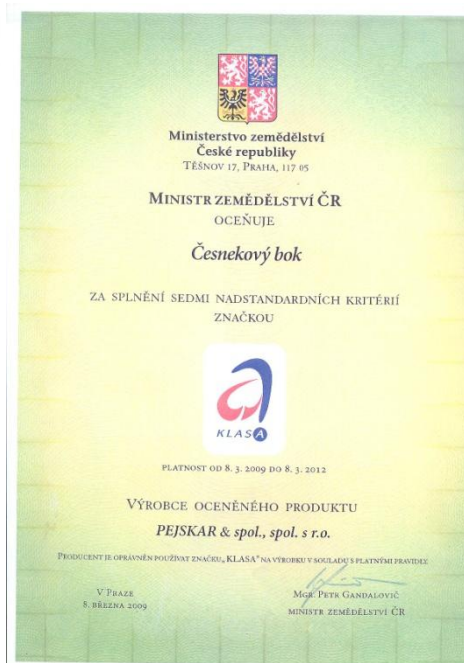 Ministerstvo zemědělství
České republiky
Těšnov 17, Praha, 117 05
Ministr zemědělství ČR
oceňuje
Česnekový bok
za splnění sedmi nadstandardních kritérií
značkou
KLASA
platnost od 8. 3. 2009 do 8. 3. 2012
Výrobce oceněného produktu
PEJSKAR & spol., spol. s r.o.
Producent je oprávněn používat značku „KLASA" na výrobku v souladu s platnými pravidly.
V Praze
8. března 2009
Mgr. Petr Gandalovič
ministr zemědělství ČR